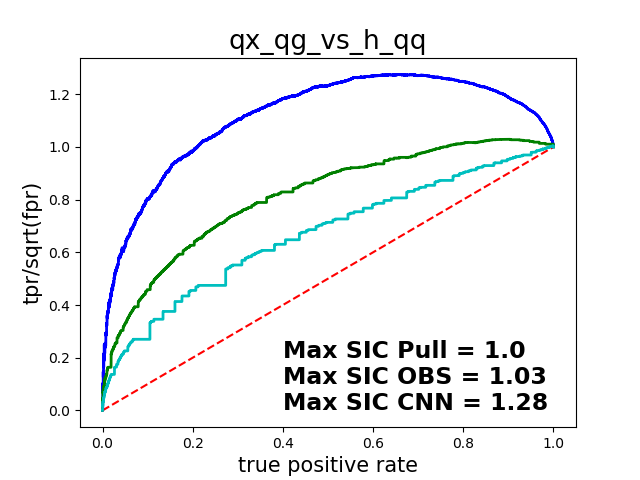 qx_qg_vs_h_qq
tpr/sqrt(fpr)
1.2
1.0
0.8
0.6
0.4
0.2
0.0
Max SIC Pull = 1.0
Max SIC OBS = 1.03
Max SIC CNN = 1.28
0.0 0.2 0.4 0.6 0.8 1.0
true positive rate